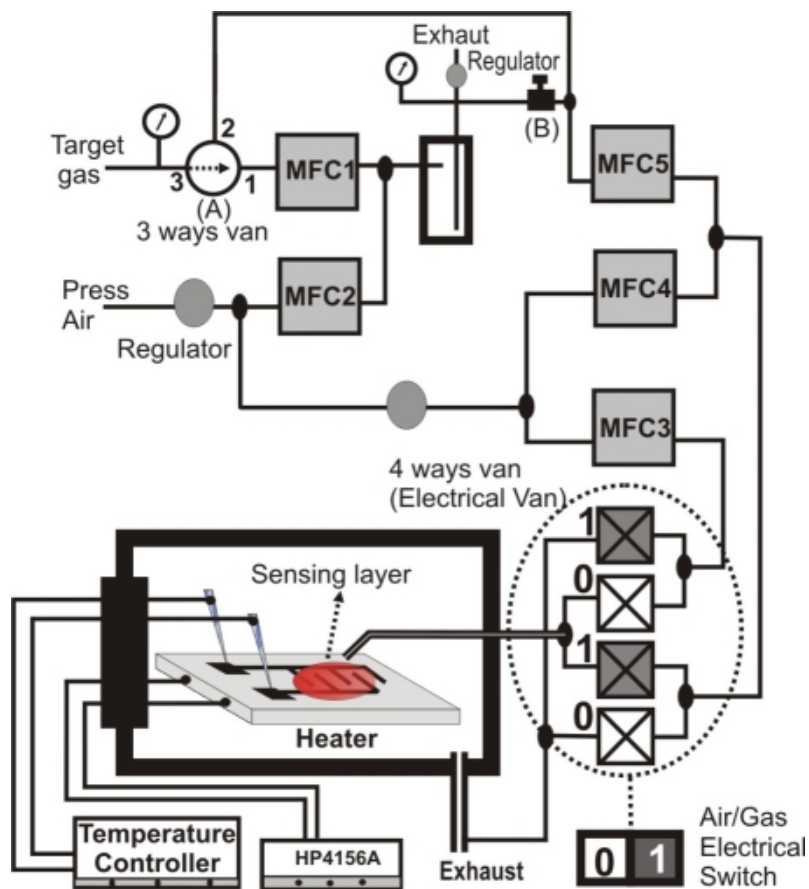 Exhaut
Regulator
(B)
Target
gas
2
3
1
(A)
3 ways van
MFC1
MFC5
Press
Air
MFC2
MFC4
Regulator
MFC3
4 ways van
(Electrical Van)
1
0
1
0
Sensing layer
Heater
Temperature
Controller
HP4156A
Exhaust
0
1
Air/Gas
Electrical
Switch